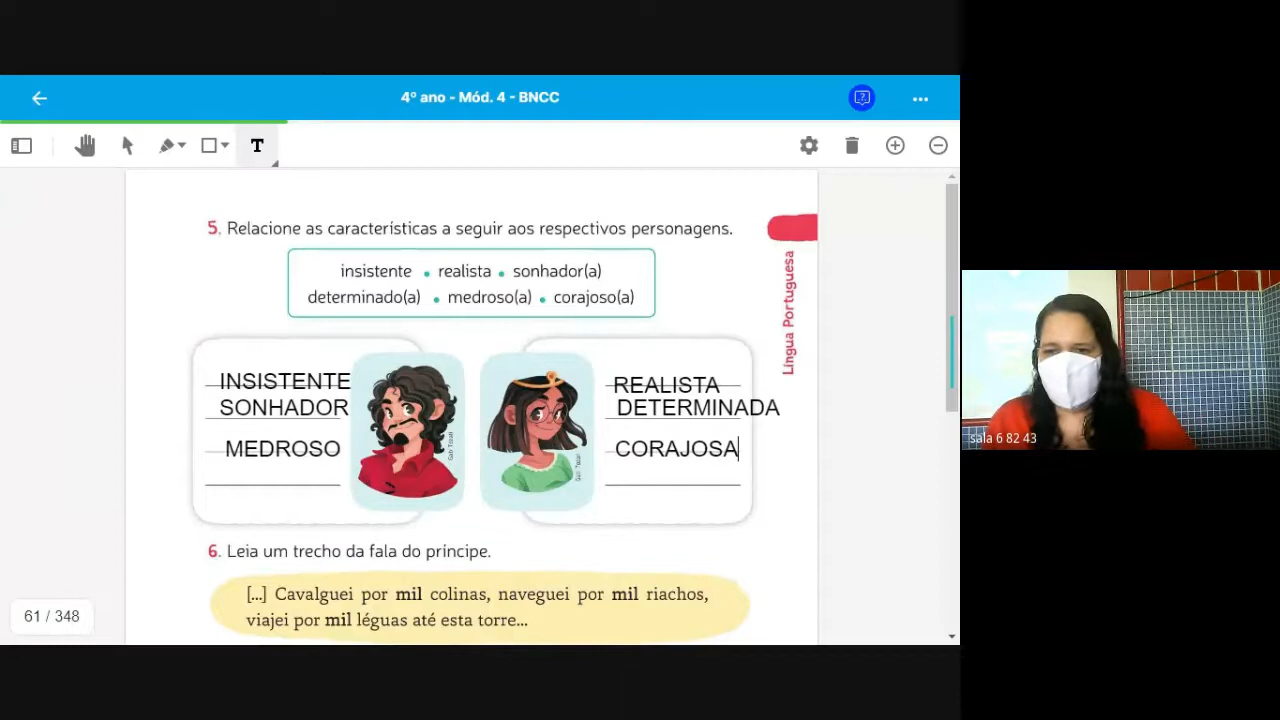 4º ano - Mód. 4 - BNCC
T
5. Relacione as características a seguir aos respectivos personagens.
insistente • realista • sonhador(a)
determinado(a) • medroso(a) • corajoso(a)
Língua Portuguesa
INSISTENTE
SONHADOR
MEDROSO
Gab Tozati
REALISTA
DETERMINADA
CORAJOSA
6. Leia um trecho da fala do príncipe.
[...] Cavalguei por mil colinas, naveguei por mil riachos,
viajei por mil léguas até esta torre...
61 / 348
sala 6 82 43